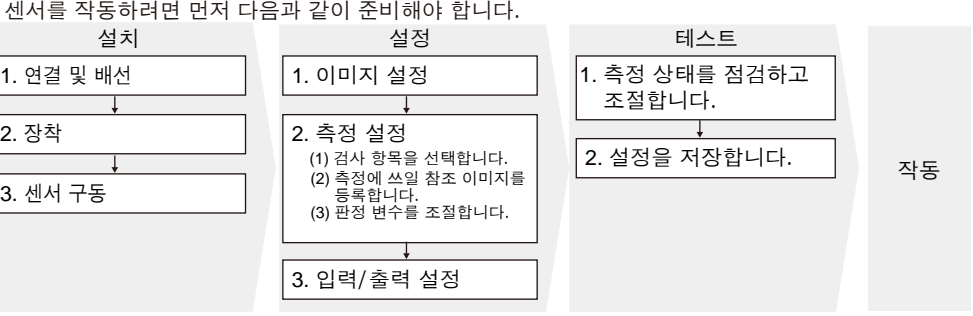 센서를 작동하려면 먼저 다음과 같이 준비해야 합니다.
설치
1. 연결 및 배선
2. 장착
3. 센서 구동
설정
1. 이미지 설정
2. 측정 설정
(1) 검사 항목을 선택합니다.
(2) 측정에 쓰일 참조 이미지를
등록합니다.
(3) 판정 변수를 조절합니다.
3. 입력/출력 설정
테스트
1. 측정 상태를 점검하고
조절합니다.
2. 설정을 저장합니다.
작동